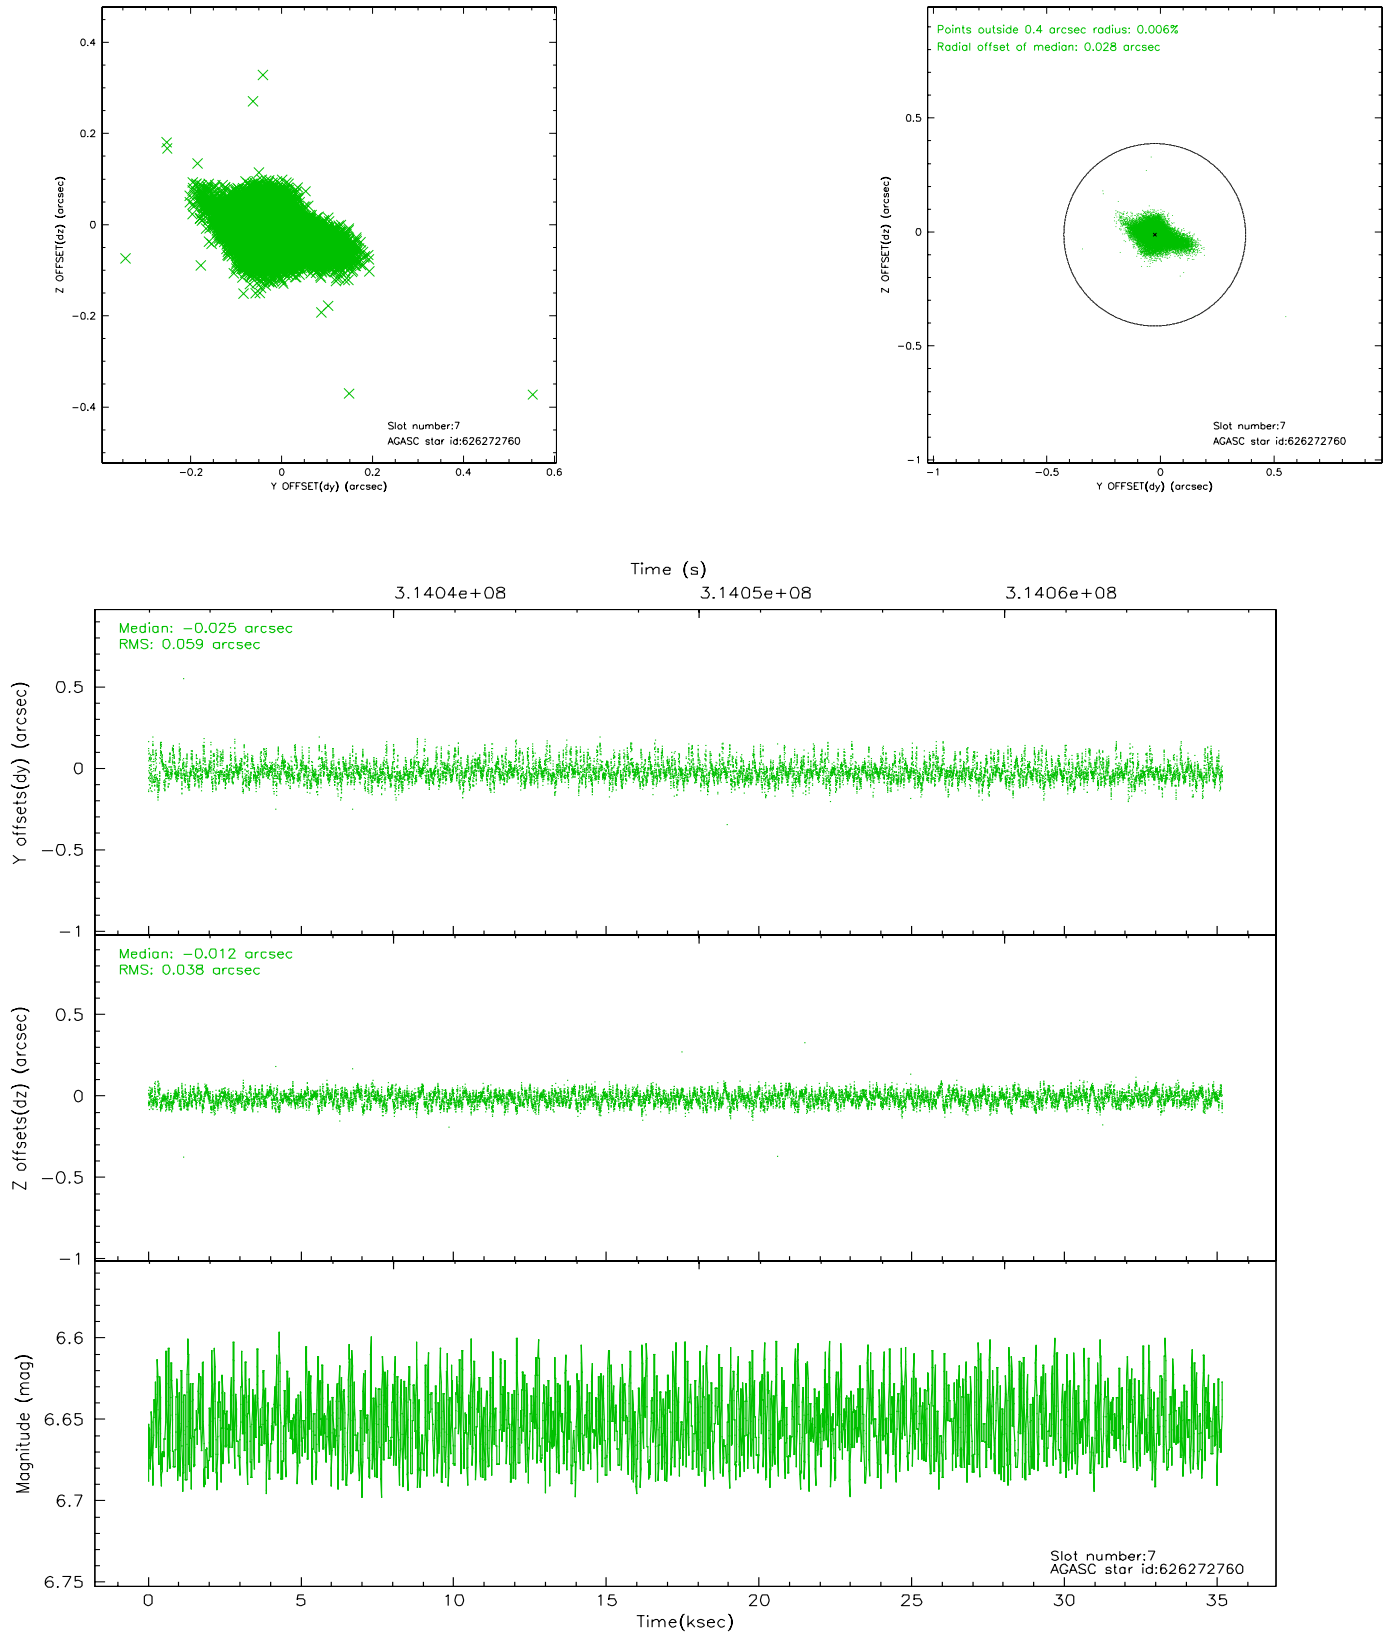 0.4
0.2
0
−0.2
−0.4
Z OFFSET(dz) (arcsec)
Slot number:7
AGASC star id:626272760
−0.2 0 0.2 0.4 0.6
Y OFFSET(dy) (arcsec)
Points outside 0.4 arcsec radius: 0.006%
Radial offset of median: 0.028 arcsec
0.5
0
−0.5
−1
Z OFFSET(dz) (arcsec)
Slot number:7
AGASC star id:626272760
−1 −0.5 0 0.5
Y OFFSET(dy) (arcsec)
Time (s)
3.1404e+08 3.1405e+08 3.1406e+08
Median: −0.025 arcsec
RMS: 0.059 arcsec
0.5
0
−0.5
−1
Y offsets(dy) (arcsec)
Median: −0.012 arcsec
RMS: 0.038 arcsec
0.5
0
−0.5
−1
Z offsets(dz) (arcsec)
6.6
6.65
6.7
6.75
Magnitude (mag)
Slot number:7
AGASC star id:626272760
0 5 10 15 20 25 30 35
Time(ksec)